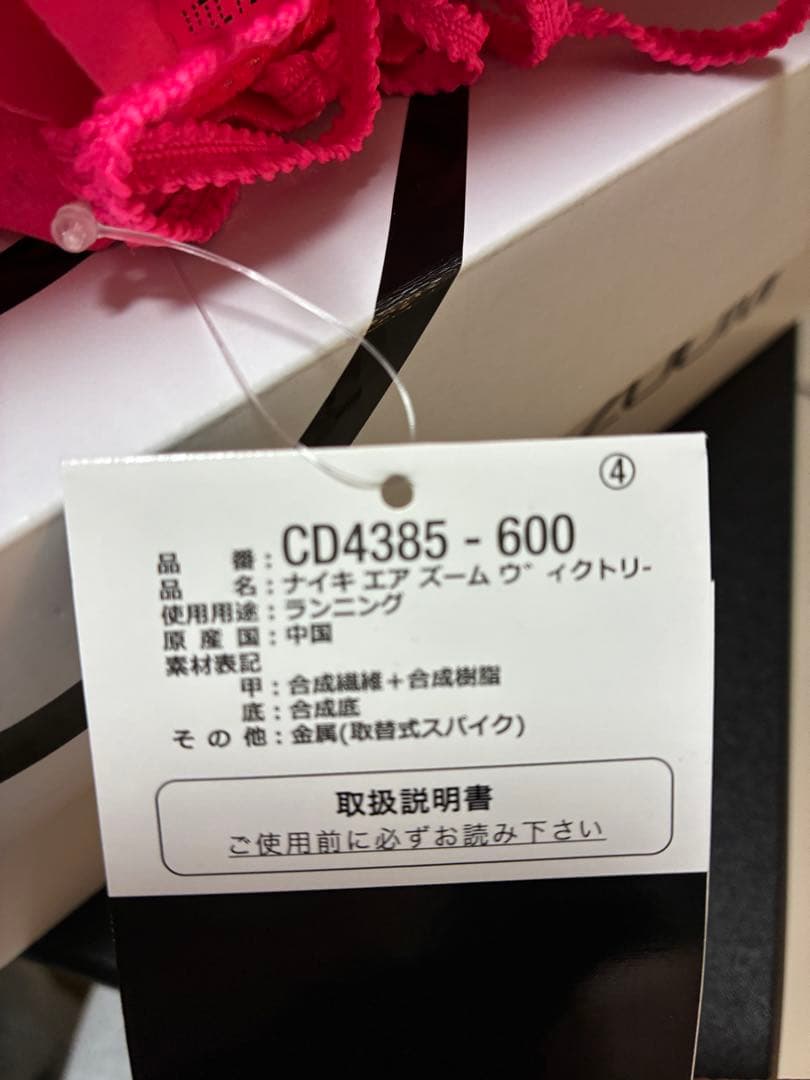 ZOOM
④
品 番：CD4385 - 600
品 名：ナイキ エア ズーム ウ゛ィクトリ-
使用用途：ランニング
原 産 国：中国
素材表記
甲：合成繊維＋合成樹脂
底：合成底
そ の 他：金属(取替式スパイク)
取扱説明書
ご使用前に必ずお読み下さい